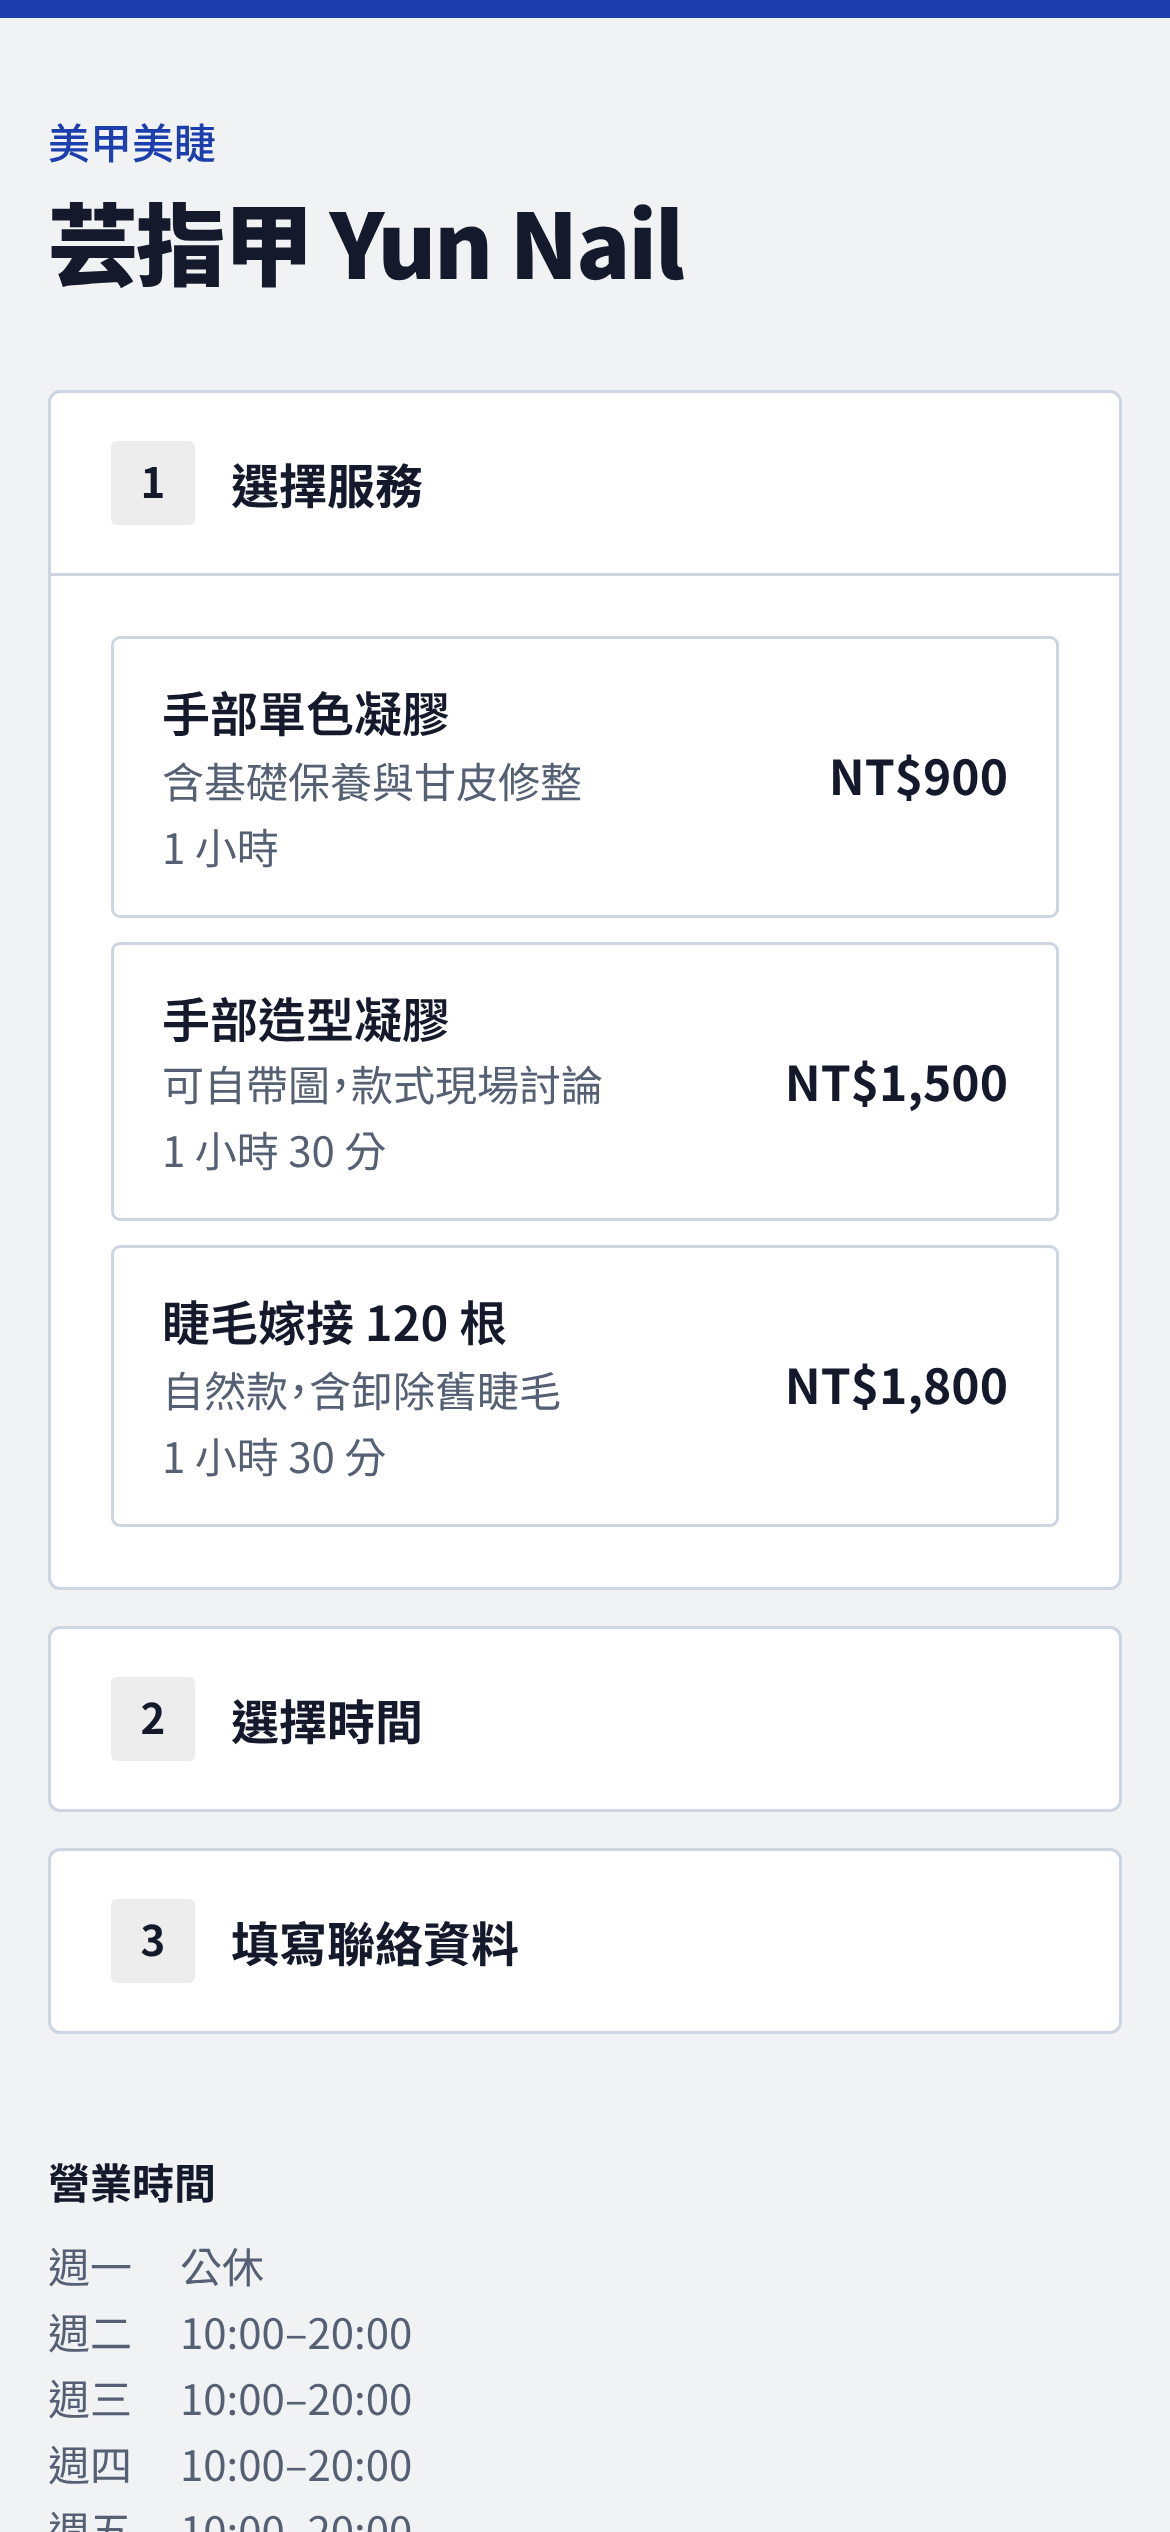 美甲美睫
芸指甲 Yun Nail
1 選擇服務
手部單色凝膠
含基礎保養與甘皮修整
1 小時
NT$900
手部造型凝膠
可自帶圖，款式現場討論
1 小時 30 分
NT$1,500
睫毛嫁接 120 根
自然款，含卸除舊睫毛
1 小時 30 分
NT$1,800
2 選擇時間
3 填寫聯絡資料
營業時間
週一 公休
週二 10:00–20:00
週三 10:00–20:00
週四 10:00–20:00
週五 10:00–20:00